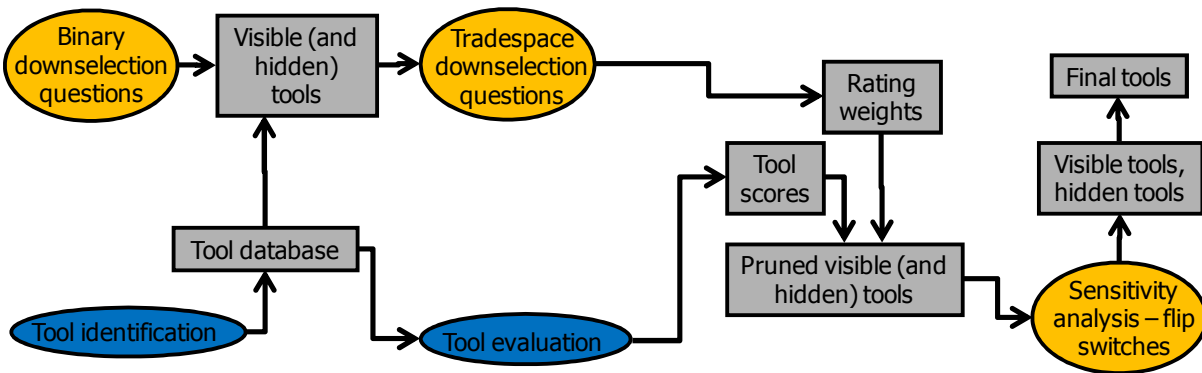 Binary
downselection
questions
Visible (and
hidden)
tools
Tradespace
downselection
questions
Rating
weights
Final tools
Tool
scores
Visible tools,
hidden tools
Tool database
Pruned visible (and
hidden) tools
Sensitivity
analysis – flip
switches
Tool identification
Tool evaluation